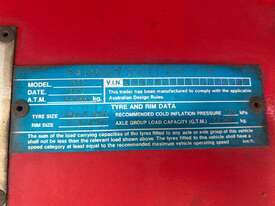 MODEL V.I.N.
DATE This trailer has been manufactured to comply with the applicable
A.T.M. kg. Australian Design Rules.
TYRE AND RIM DATA
TYRE SIZE RECOMMENDED COLD INFLATION PRESSURE kPa
RIM SIZE AXLE GROUP LOAD CAPACITY (G.T.M.) kg.
The sum of the load carrying capacities of the tyres fitted to any axle or axle group of this vehicle
shall not be less than the relevant load shown above. The tyres fitted to this vehicle shall have a
speed category at least equal to the recommended maximum vehicle operating speed km/h.